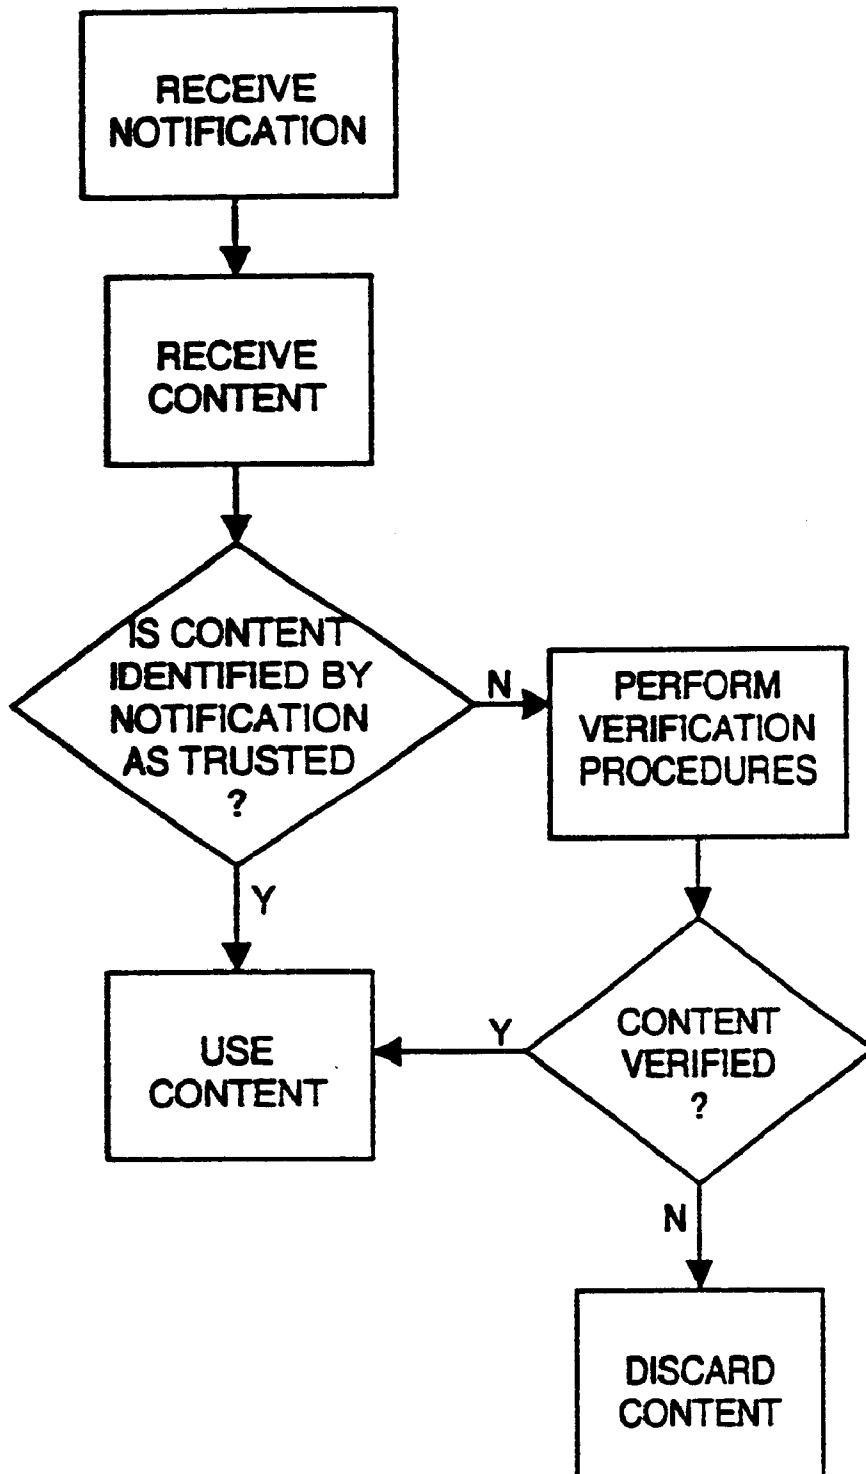 RECEIVE
NOTIFICATION
RECEIVE
CONTENT
IS CONTENT
IDENTIFIED BY
NOTIFICATION
AS TRUSTED
?
N
PERFORM
VERIFICATION
PROCEDURES
Y
USE
CONTENT
Y
CONTENT
VERIFIED
?
N
DISCARD
CONTENT